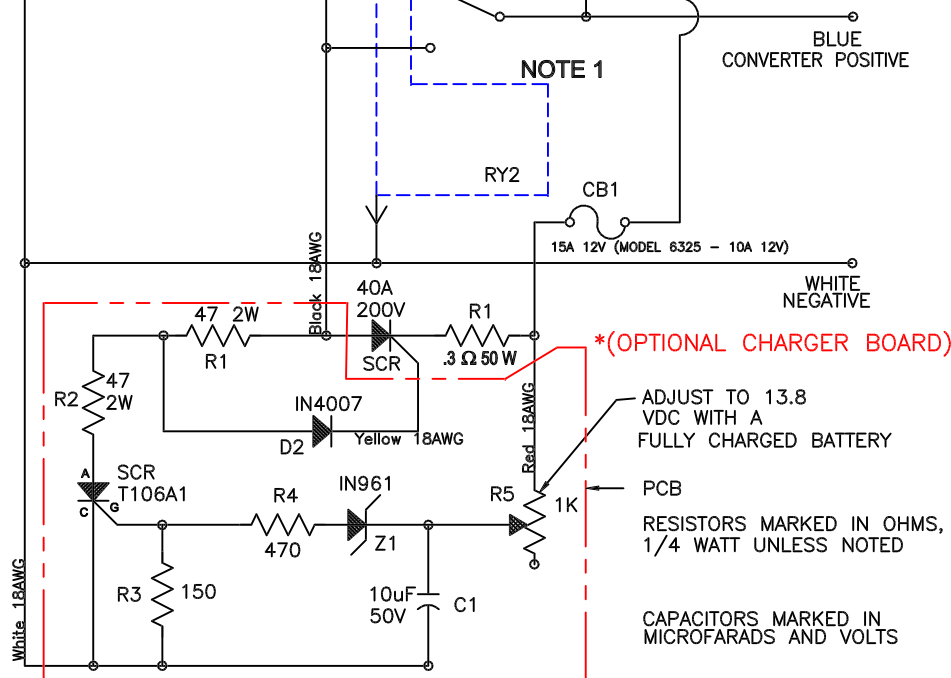 BLUE
CONVERTER POSITIVE
NOTE 1
RY2
CB1
15A 12V (MODEL 6325 - 10A 12V)
Black 18AWG
WHITE
NEGATIVE
40A
200V
SCR
47 2W
R1
R1
.3 Ω 50 W
*(OPTIONAL CHARGER BOARD)
R2
47
2W
IN4007
D2
Yellow 18AWG
Red 18AWG
ADJUST TO 13.8
VDC WITH A
FULLY CHARGED BATTERY
A
SCR
T106A1
C
G
R4
470
IN961
Z1
R5
1K
PCB
RESISTORS MARKED IN OHMS,
1/4 WATT UNLESS NOTED
R3
150
10uF
50V
C1
White 18AWG
CAPACITORS MARKED IN
MICROFARADS AND VOLTS